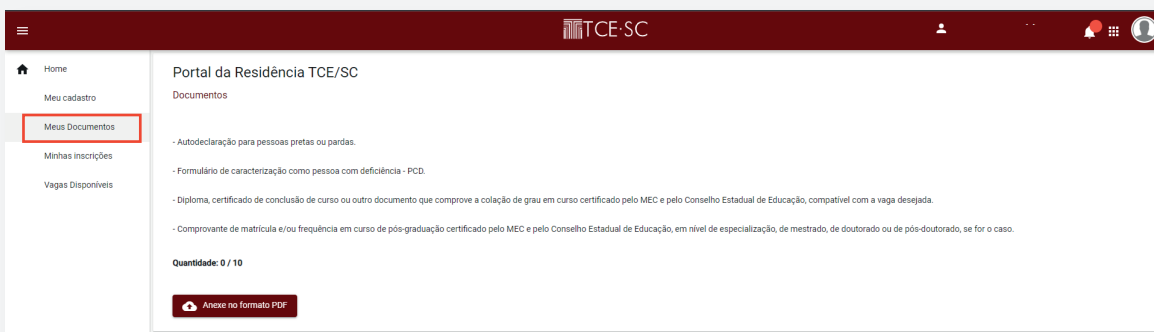 TCE·SC
Home
Meu cadastro
Meus Documentos
Minhas inscrições
Vagas Disponíveis
Portal da Residência TCE/SC
Documentos
- Autodeclaração para pessoas pretas ou pardas.
- Formulário de caracterização como pessoa com deficiência - PCD.
- Diploma, certificado de conclusão de curso ou outro documento que comprove a colação de grau em curso certificado pelo MEC e pelo Conselho Estadual de Educação, compatível com a vaga desejada.
- Comprovante de matrícula e/ou frequência em curso de pós-graduação certificado pelo MEC e pelo Conselho Estadual de Educação, em nível de especialização, de mestrado, de doutorado ou de pós-doutorado, se for o caso.
Quantidade: 0 / 10
Anexe no formato PDF